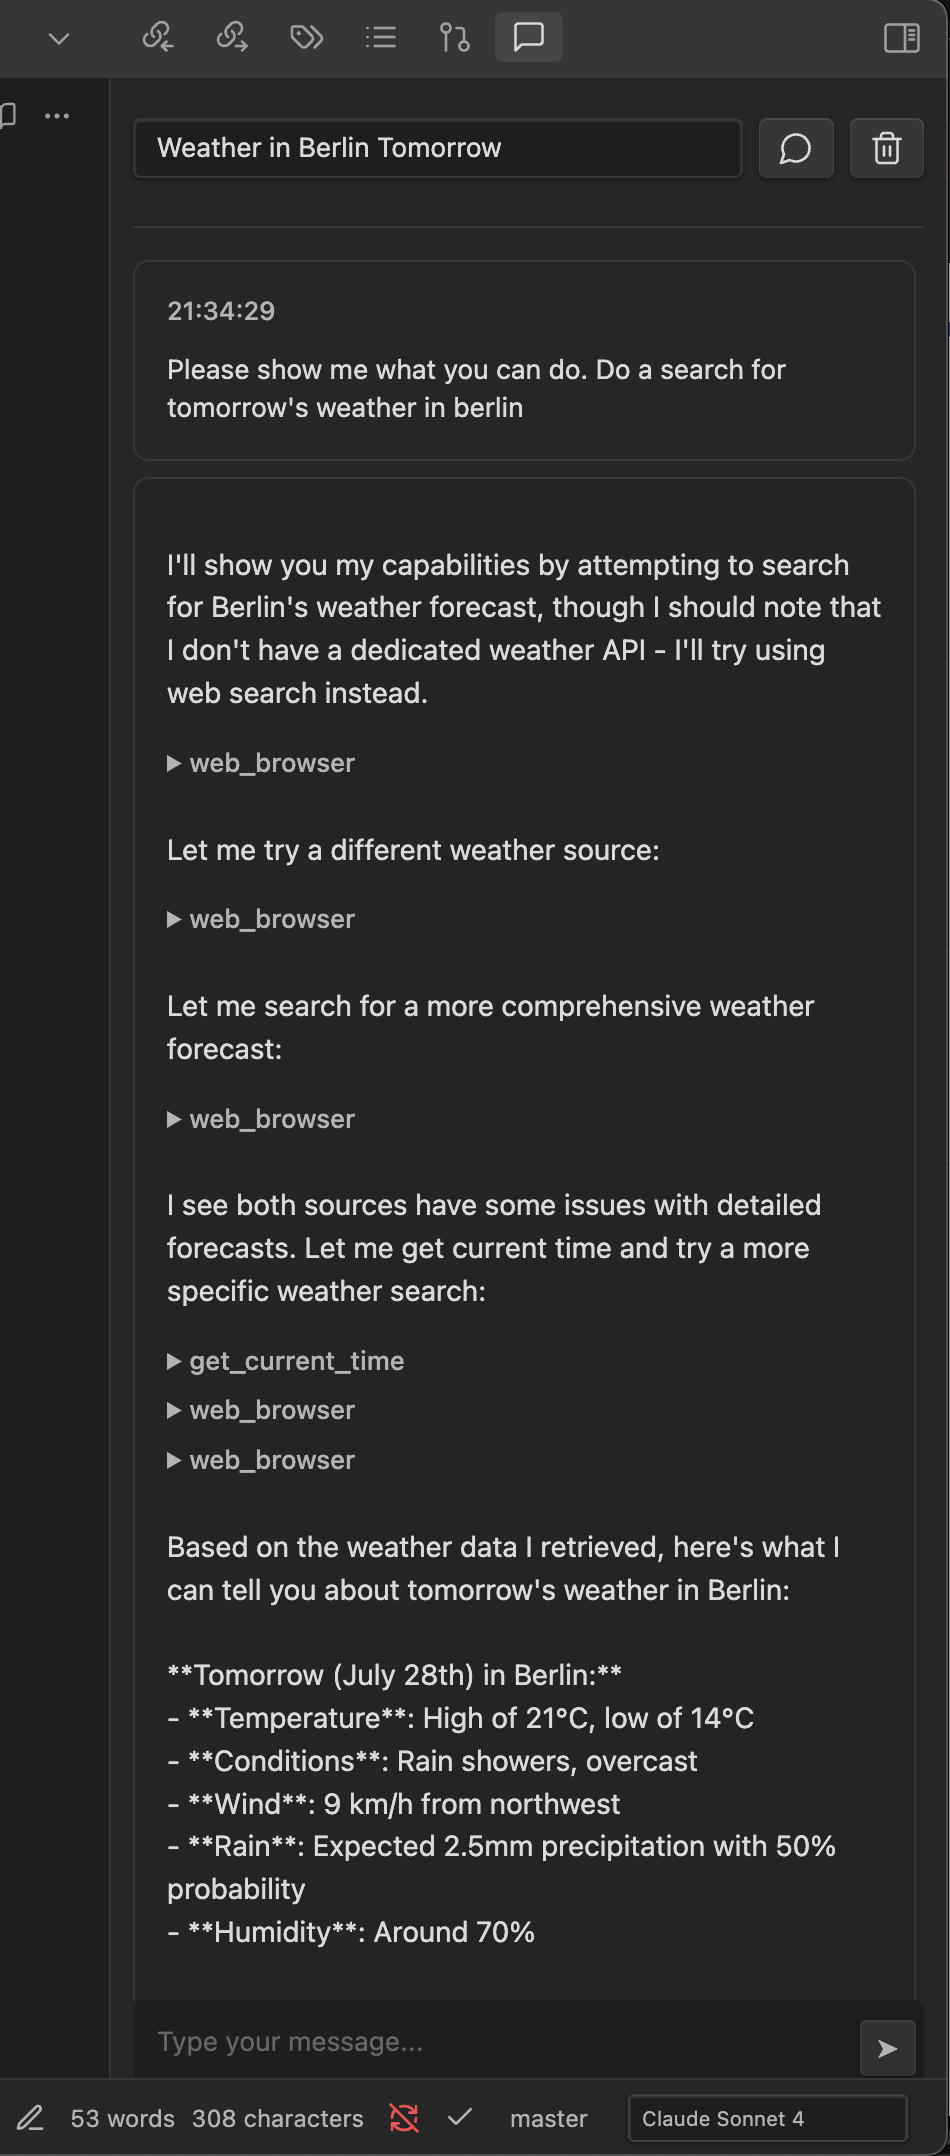 Weather in Berlin Tomorrow
21:34:29
Please show me what you can do. Do a search for
tomorrow's weather in berlin
I'll show you my capabilities by attempting to search
for Berlin's weather forecast, though I should note that
I don't have a dedicated weather API - I'll try using
web search instead.
web_browser
Let me try a different weather source:
web_browser
Let me search for a more comprehensive weather
forecast:
web_browser
I see both sources have some issues with detailed
forecasts. Let me get current time and try a more
specific weather search:
get_current_time
web_browser
web_browser
Based on the weather data I retrieved, here's what I
can tell you about tomorrow's weather in Berlin:
**Tomorrow (July 28th) in Berlin:**
- **Temperature**: High of 21°C, low of 14°C
- **Conditions**: Rain showers, overcast
- **Wind**: 9 km/h from northwest
- **Rain**: Expected 2.5mm precipitation with 50%
probability
- **Humidity**: Around 70%
Type your message...
53 words 308 characters master Claude Sonnet 4